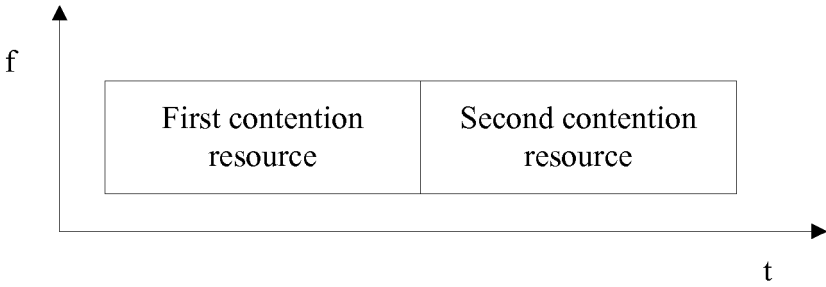 f
First contention
resource
Second contention
resource
t